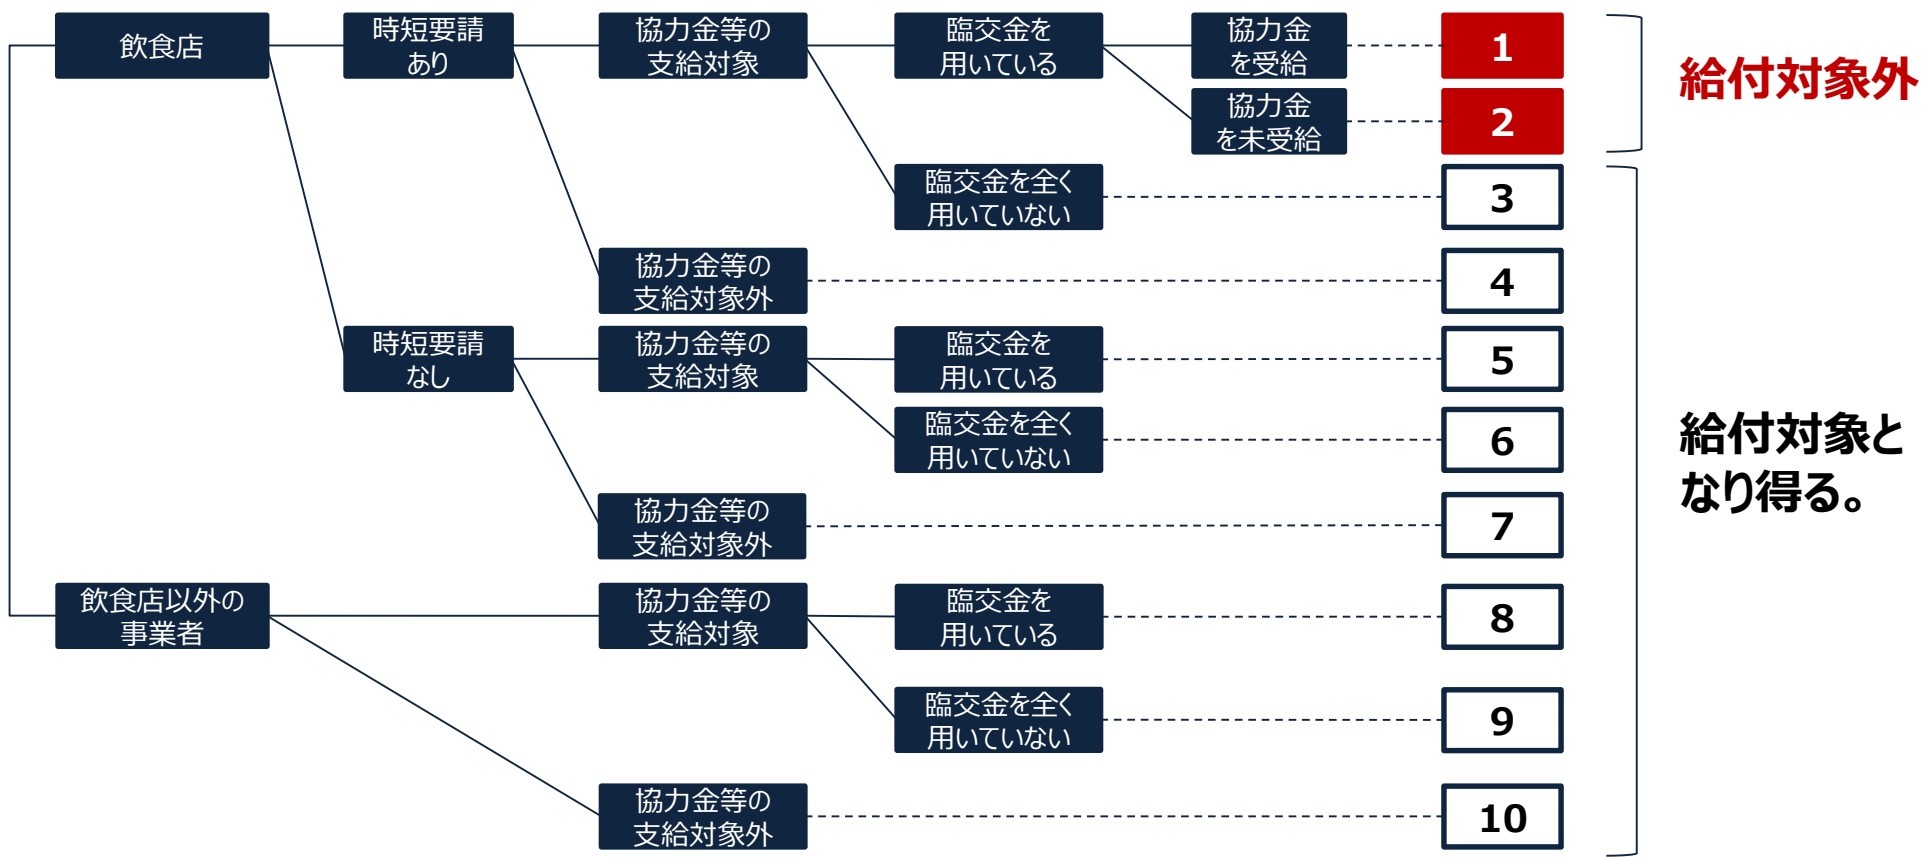 飲食店
時短要請
あり
協力金等の
支給対象
臨交金を
用いている
協力金
を受給
1
給付対象外
協力金
を未受給
2
臨交金を全く
用いていない
3
協力金等の
支給対象外
4
時短要請
なし
協力金等の
支給対象
臨交金を
用いている
5
臨交金を全く
用いていない
6
給付対象と
なり得る。
協力金等の
支給対象外
7
飲食店以外の
事業者
協力金等の
支給対象
臨交金を
用いている
8
臨交金を全く
用いていない
9
協力金等の
支給対象外
10